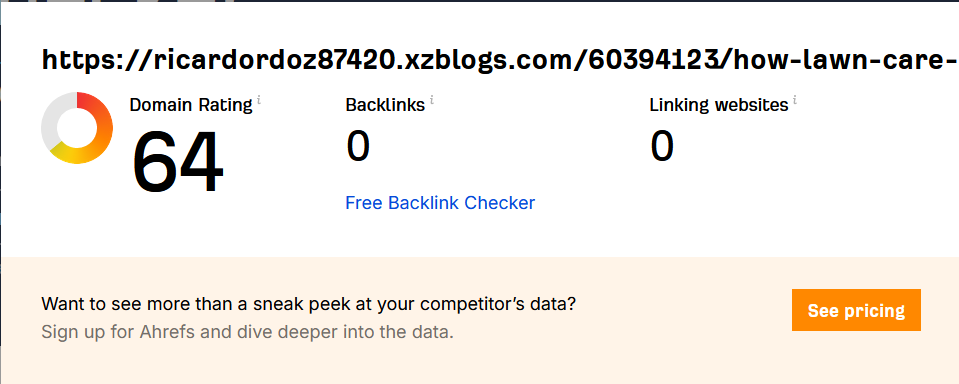 https://ricardordoz87420.xzblogs.com/60394123/how-lawn-care-
Domain Rating i
64
Backlinks i
0
Free Backlink Checker
Linking websites i
0
Want to see more than a sneak peek at your competitor’s data?
Sign up for Ahrefs and dive deeper into the data.
See pricing